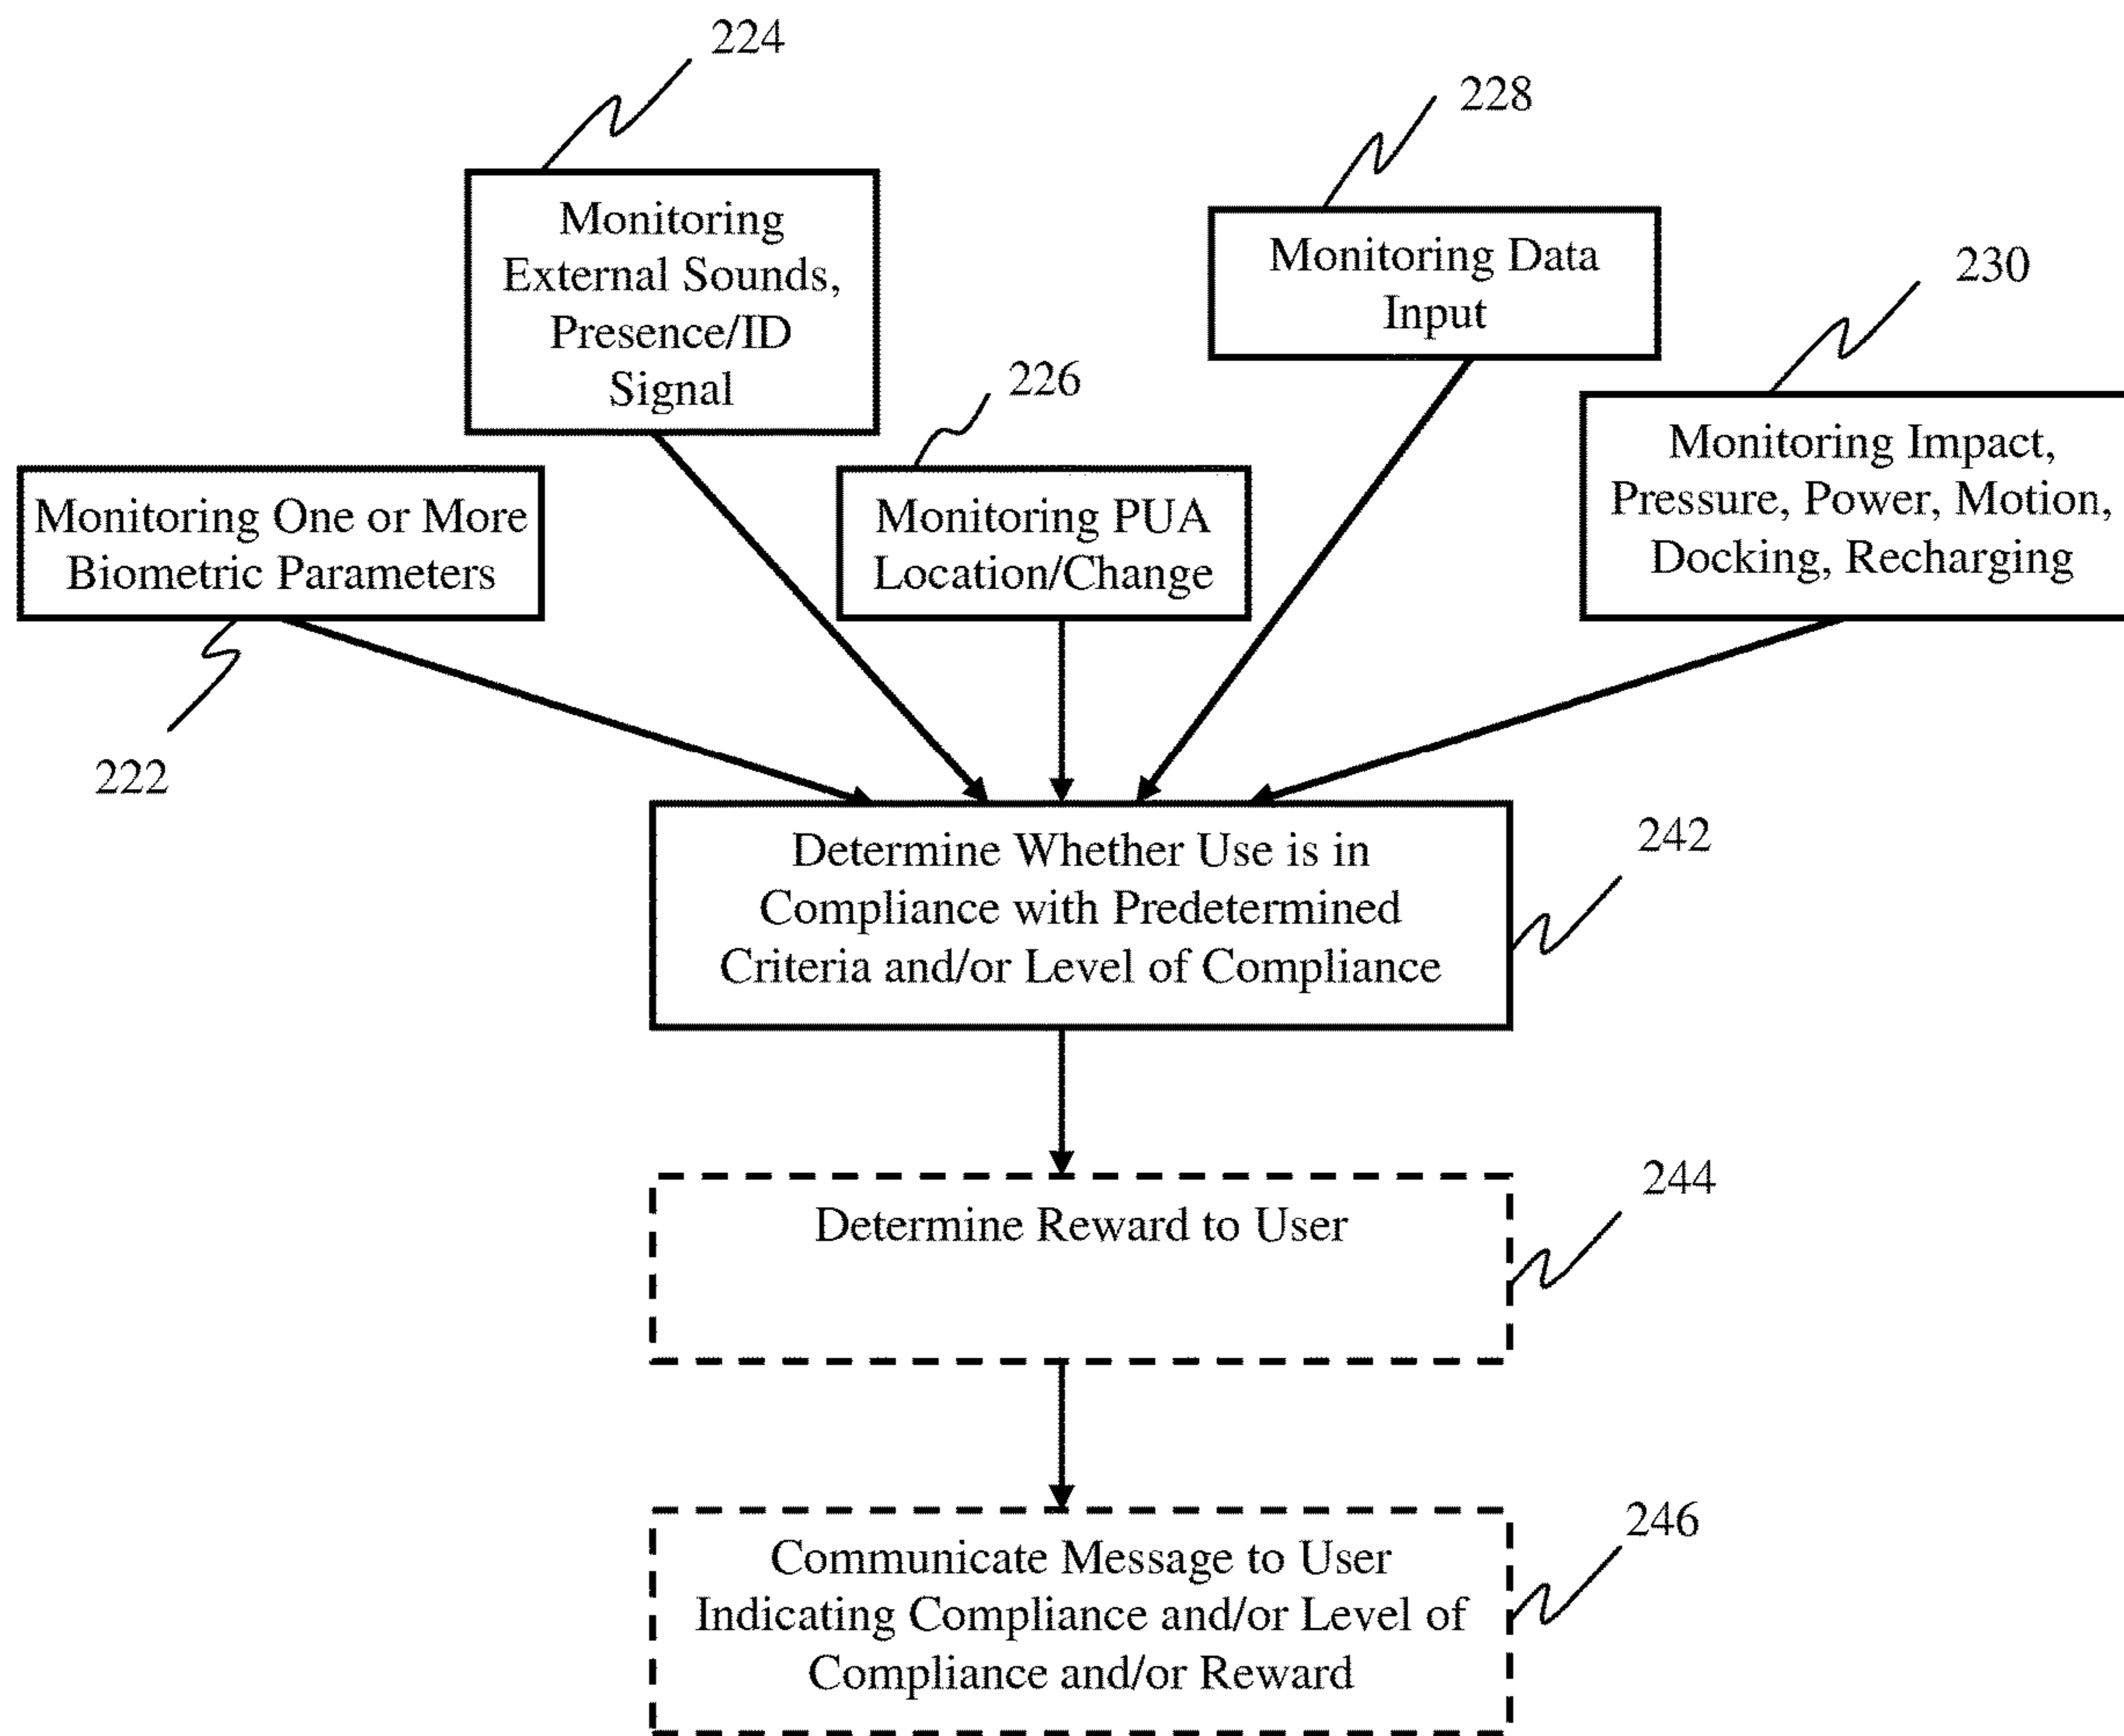 224
Monitoring
External Sounds,
Presence/ID
Signal
228
Monitoring Data
Input
230
Monitoring Impact,
Pressure, Power, Motion,
Docking, Recharging
226
Monitoring PUA
Location/Change
Monitoring One or More
Biometric Parameters
222
Determine Whether Use is in
Compliance with Predetermined
Criteria and/or Level of Compliance
242
Determine Reward to User
244
Communicate Message to User
Indicating Compliance and/or Level of
Compliance and/or Reward
246